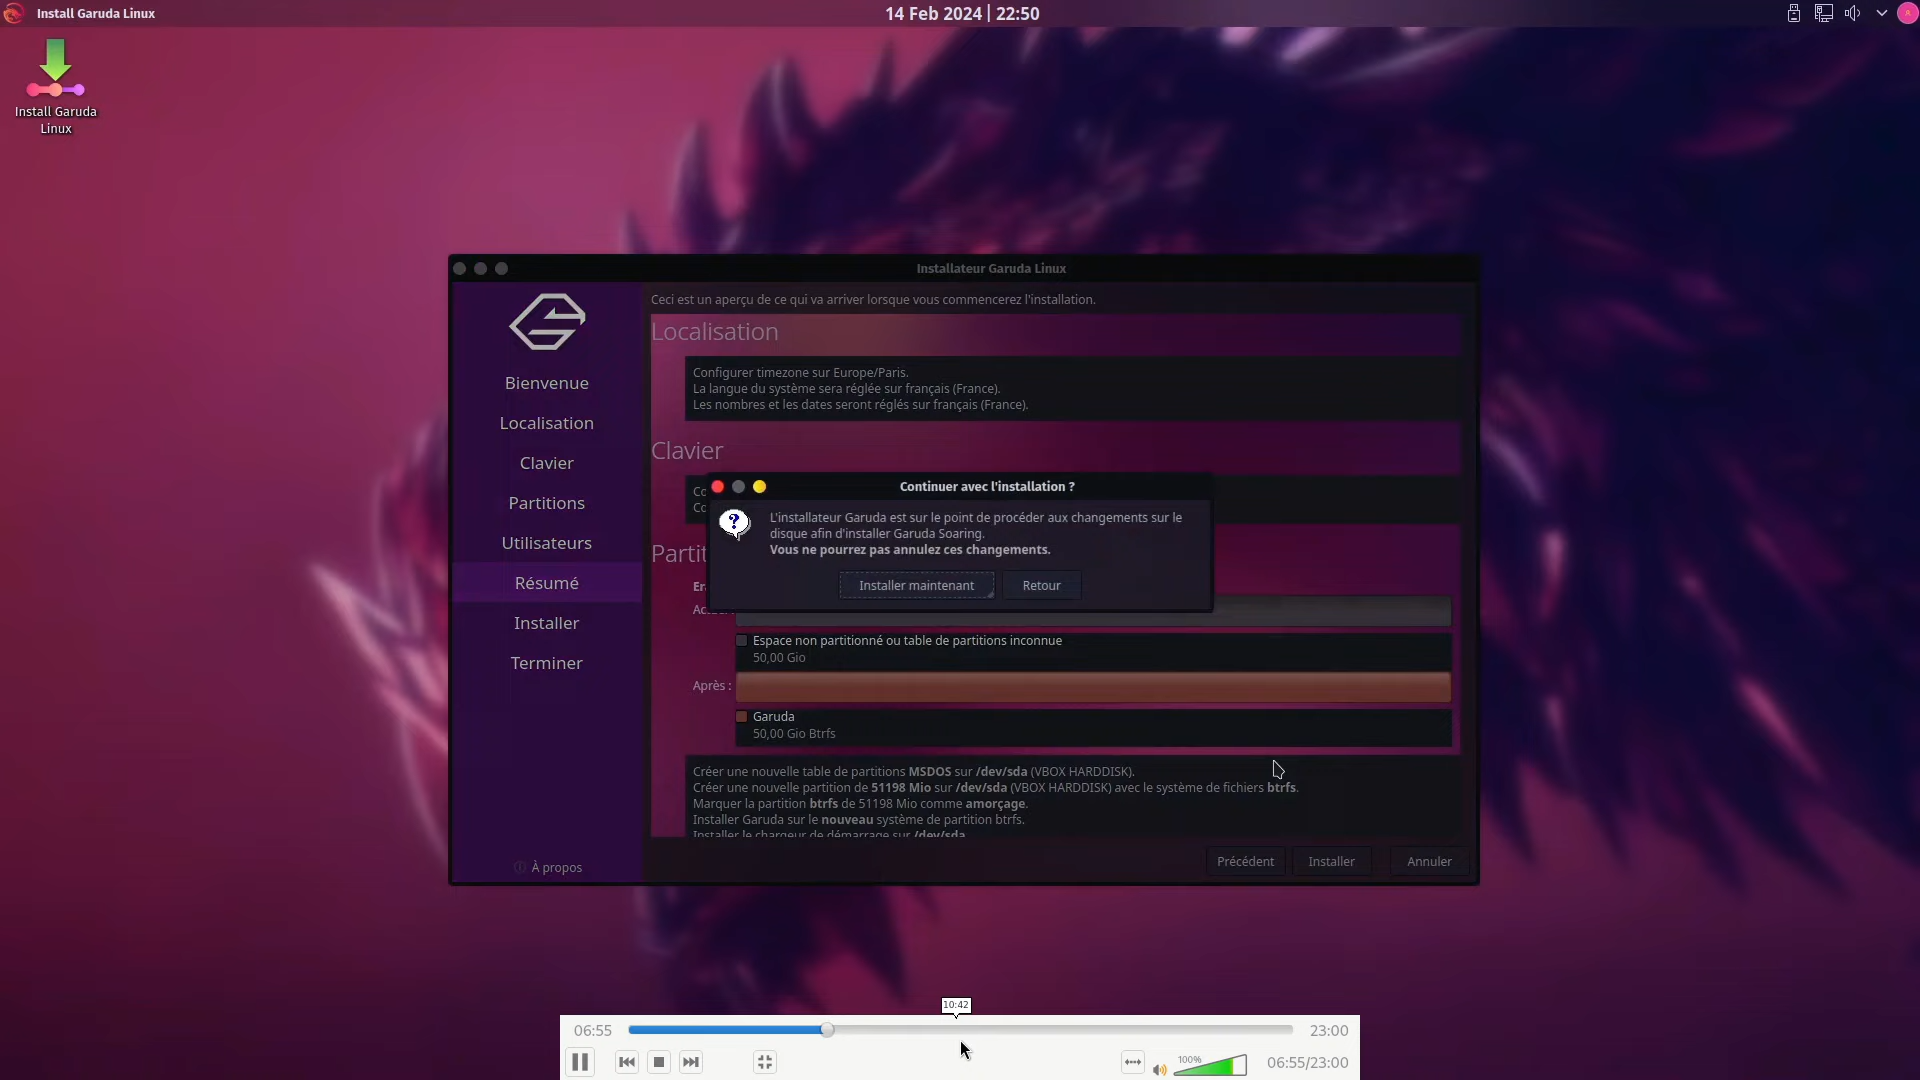 Install Garuda Linux
14 Feb 2024 | 22:50
Install Garuda
Linux
Installateur Garuda Linux
Bienvenue
Localisation
Clavier
Partitions
Utilisateurs
Résumé
Installer
Terminer
À propos
Ceci est un aperçu de ce qui va arriver lorsque vous commencerez l'installation.
Localisation
Configurer timezone sur Europe/Paris.
La langue du système sera réglée sur français (France).
Les nombres et les dates seront réglés sur français (France).
Clavier
Continuer avec l'installation ?
L'installateur Garuda est sur le point de procéder aux changements sur le
disque afin d'installer Garuda Soaring.
Vous ne pourrez pas annulez ces changements.
Installer maintenant
Retour
Espace non partitionné ou table de partitions inconnue
50,00 Gio
Après :
Garuda
50,00 Gio Btrfs
Créer une nouvelle table de partitions MSDOS sur /dev/sda (VBOX HARDDISK).
Créer une nouvelle partition de 51198 Mio sur /dev/sda (VBOX HARDDISK) avec le système de fichiers btrfs.
Marquer la partition btrfs de 51198 Mio comme amorçage.
Installer Garuda sur le nouveau système de partition btrfs.
Installer le chargeur de démarrage sur /dev/sda
Précédent
Installer
Annuler
10:42
06:55
23:00
100%
06:55/23:00